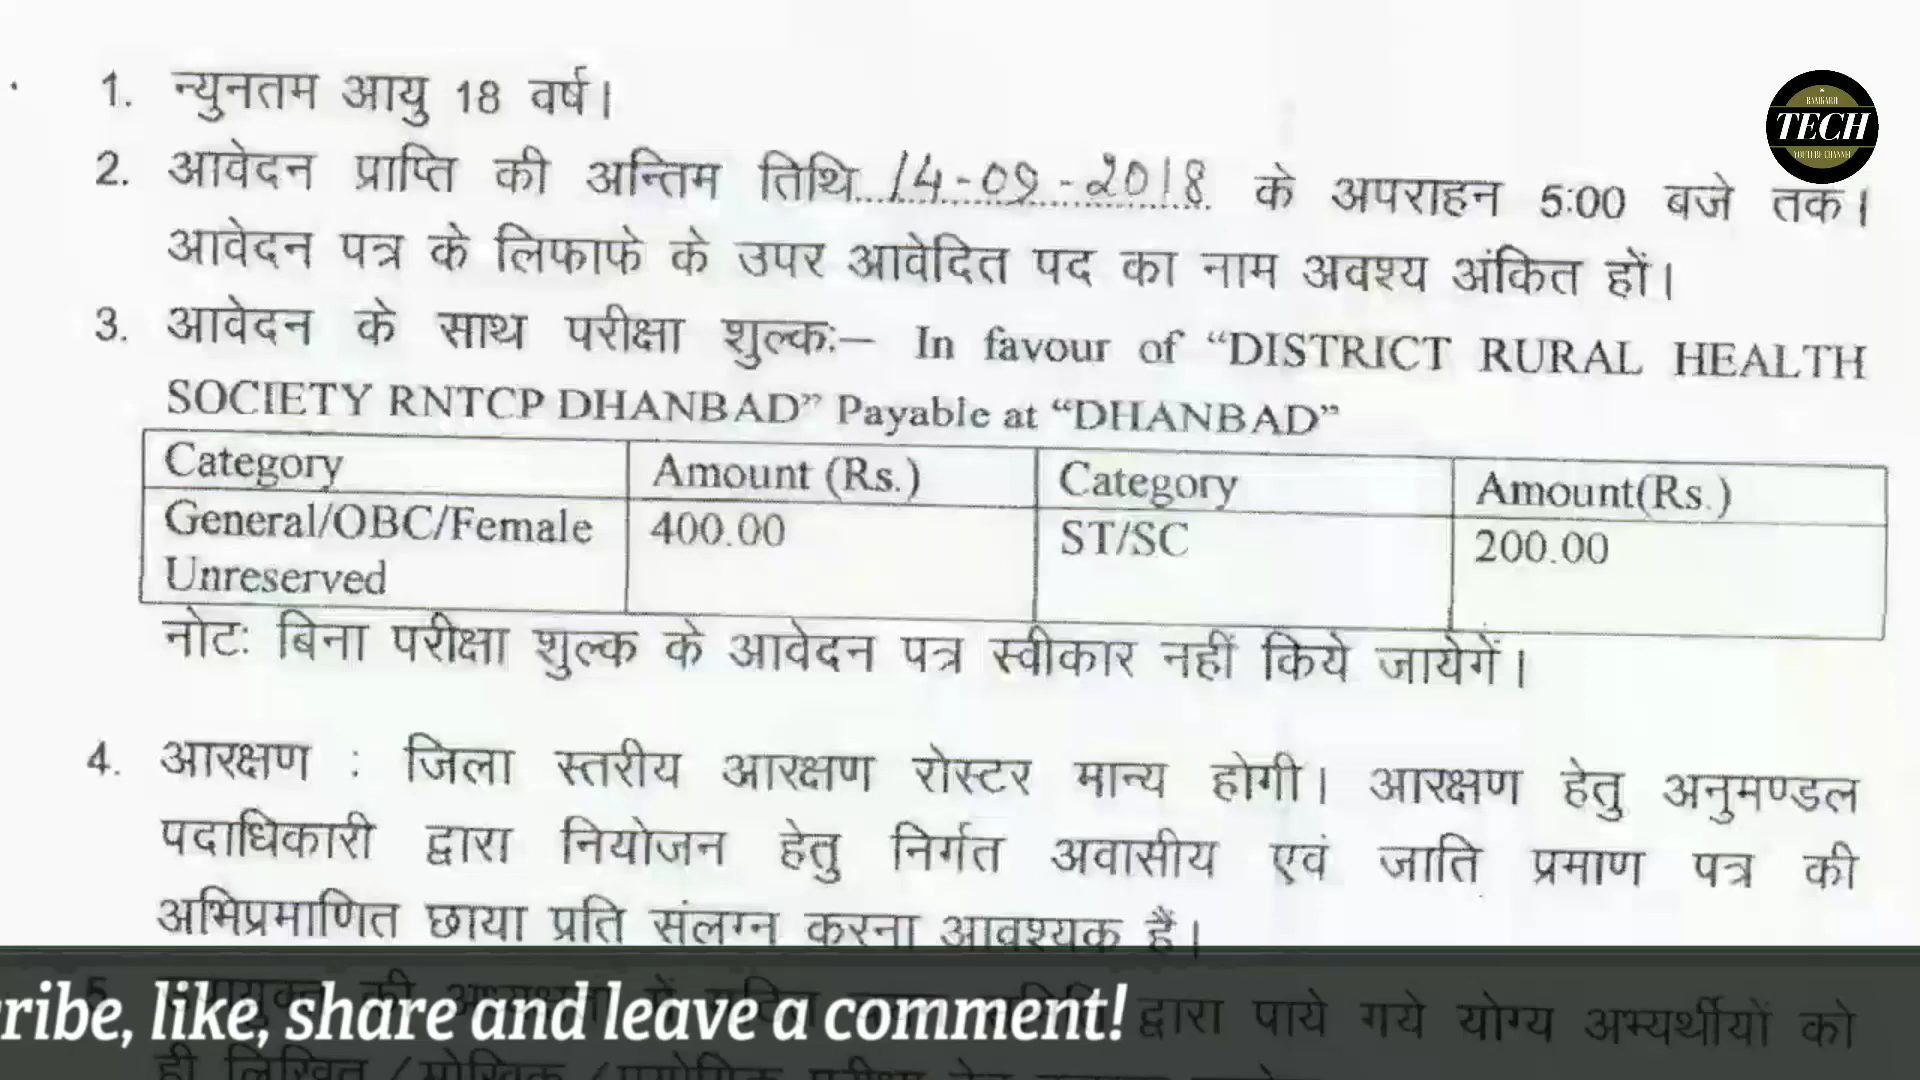 1. न्युनतम आयु 18 वर्ष।
2. आवेदन प्राप्ति की अन्तिम तिथि 14-09-2018 के अपराहन 5:00 बजे तक।
आवेदन पत्र के लिफाफे के उपर आवेदित पद का नाम अवश्य अंकित हों।
3. आवेदन के साथ परीक्षा शुल्कः— In favour of “DISTRICT RURAL HEALTH
SOCIETY RNTCP DHANBAD” Payable at “DHANBAD”
Category Amount (Rs.) Category Amount(Rs.)
General/OBC/Female 400.00 ST/SC 200.00
Unreserved
नोटः बिना परीक्षा शुल्क के आवेदन पत्र स्वीकार नहीं किये जायेगें।
4. आरक्षण : जिला स्तरीय आरक्षण रोस्टर मान्य होगी। आरक्षण हेतु अनुमण्डल
पदाधिकारी द्वारा नियोजन हेतु निर्गत अवासीय एवं जाति प्रमाण पत्र की
अभिप्रमाणित छाया प्रति संलग्न करना आवश्यक है।
5. की द्वारा पाये गये योग्य अभ्यर्थीयों को
ribe, like, share and leave a comment!
ही लिखित
RAMGARH
TECH
YOUTUBE CHANNEL